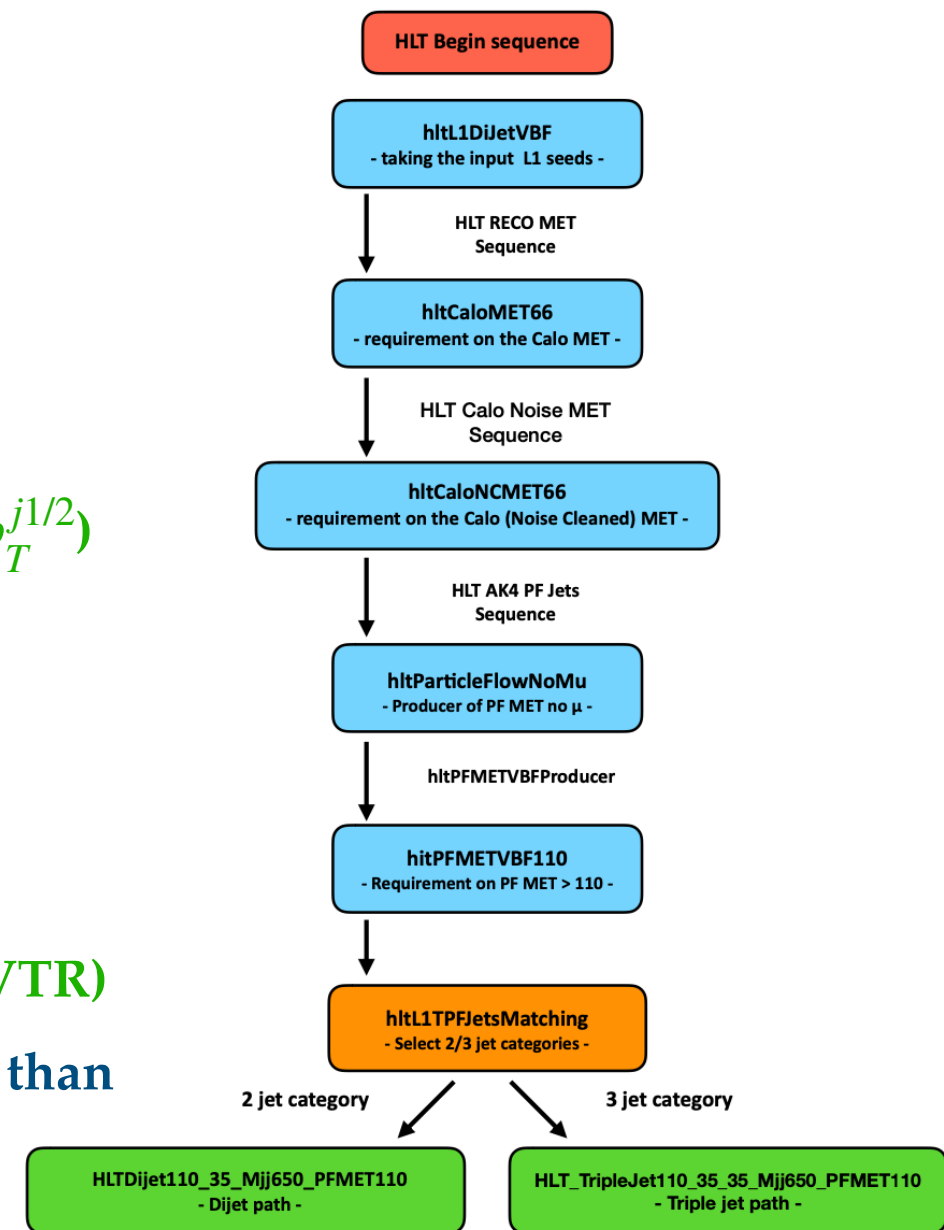 HLT Begin sequence
hltL1DiJetVBF
- taking the input L1 seeds -
HLT RECO MET
Sequence
hltCaloMET66
- requirement on the Calo MET -
HLT Calo Noise MET
Sequence
hltCaloNCMET66
- requirement on the Calo (Noise Cleaned) MET -
j1/2
T
)
HLT AK4 PF Jets
Sequence
hltParticleFlowNoMu
- Producer of PF MET no μ -
hltPFMETVBFProducer
hitPFMETVBF110
- Requirement on PF MET > 110 -
VTR)
hltL1TPFJetsMatching
- Select 2/3 jet categories -
than
2 jet category
3 jet category
HLTDijet110_35_Mjj650_PFMET110
- Dijet path -
HLT_TripleJet110_35_35_Mjj650_PFMET110
- Triple jet path -